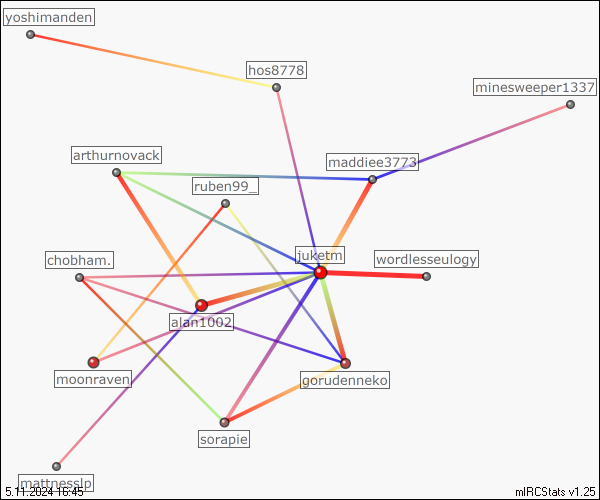 yoshimanden
hos8778
minesweeper1337
arthurnovack
maddiee3773
ruben99_
juketm
wordlesseulogy
chobham.
alan1002
moonraven
gorudenneko
sorapie
mattnesslp
5.11.2024 16:45
mIRCStats v1.25